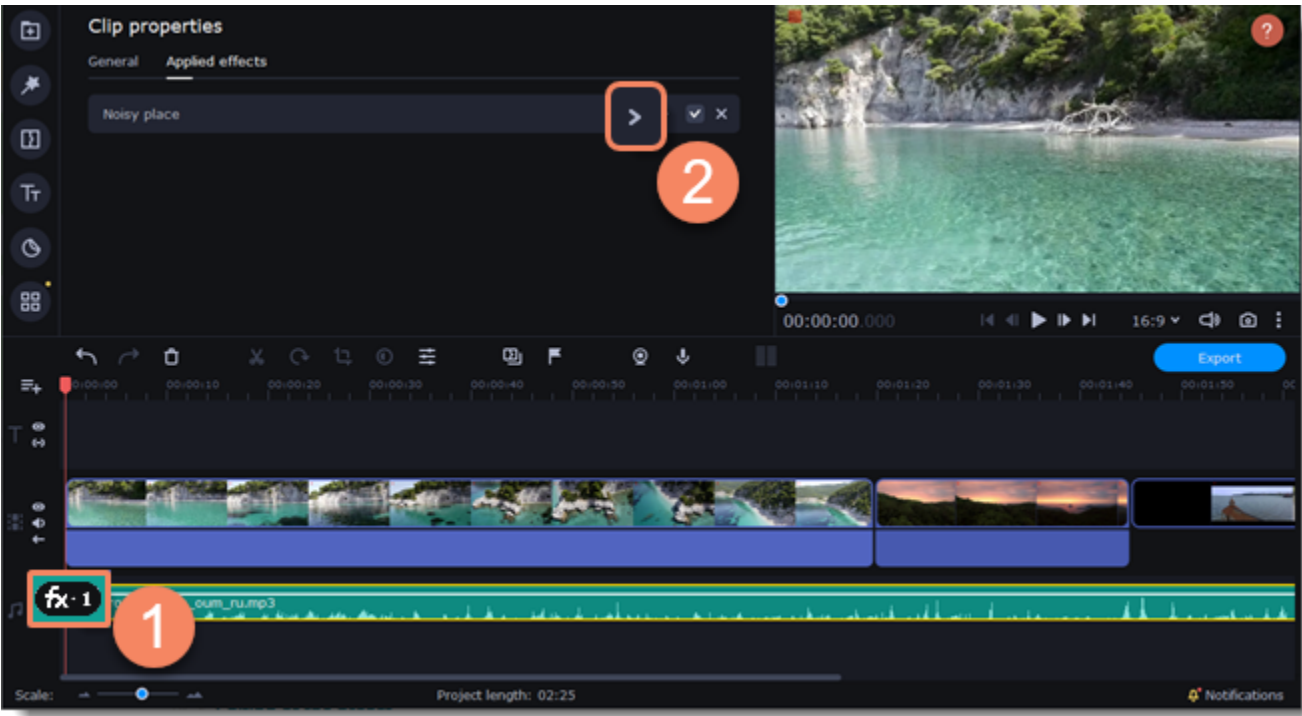 Clip properties
General Applied effects
Noisy place
2
?
00:00:00.000
16:9
Export
0:00:00 00:00:10 00:00:20 00:00:30 00:00:40 00:00:50 00:01:00 00:01:10 00:01:20 00:01:30 00:01:40 00:01:50
fx·1
_oum_ru.mp3
1
Scale:
Project length: 02:25
Notifications